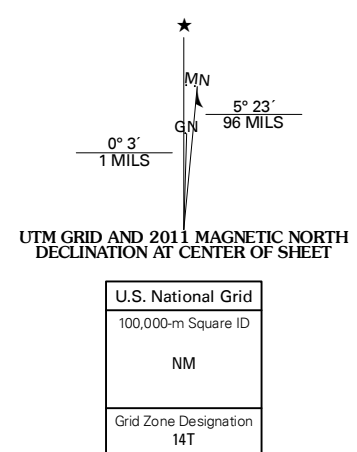 MN
5° 23´
96 MILS
GN
0° 3´
1 MILS
UTM GRID AND 2011 MAGNETIC NORTH
DECLINATION AT CENTER OF SHEET
U.S. National Grid
100,000-m Square ID
NM
Grid Zone Designation
14T